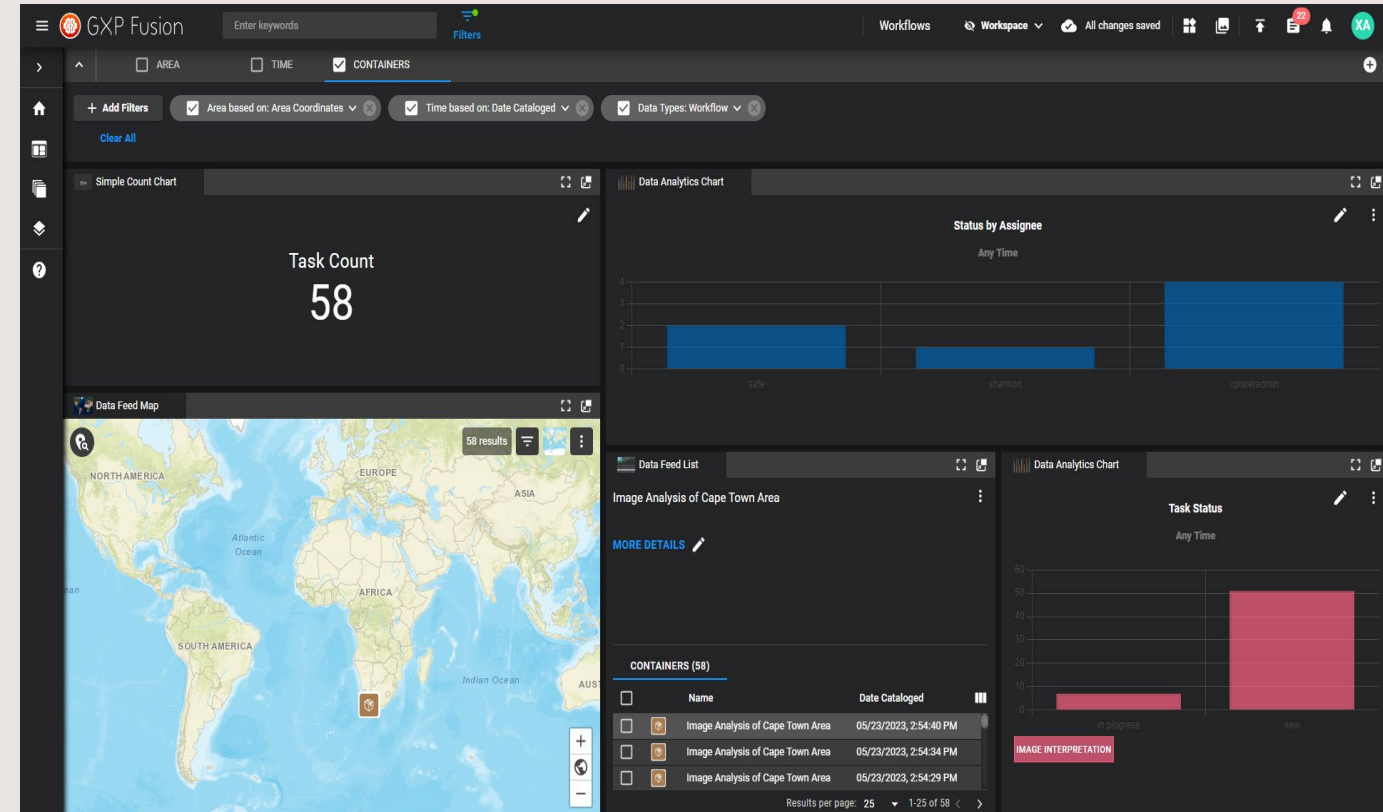 GXP Fusion
Enter keywords
Filters
Workflows
Workspace
All changes saved
22
XA
AREA
TIME
CONTAINERS
+ Add Filters
Area based on: Area Coordinates
Time based on: Date Cataloged
Data Types: Workflow
Clear All
Simple Count Chart
Task Count
58
Data Analytics Chart
Status by Assignee
Any Time
4
3
2
1
0
safe
shannon
xploreradmin
Data Feed Map
58 results
NORTH AMERICA
EUROPE
ASIA
Atlantic
Ocean
AFRICA
SOUTH AMERICA
Indian Ocean
AUST
ean
+
−
Data Feed List
Image Analysis of Cape Town Area
MORE DETAILS
CONTAINERS (58)
Name Date Cataloged
Image Analysis of Cape Town Area 05/23/2023, 2:54:40 PM
Image Analysis of Cape Town Area 05/23/2023, 2:54:34 PM
Image Analysis of Cape Town Area 05/23/2023, 2:54:29 PM
Results per page: 25 1-25 of 58
Data Analytics Chart
Task Status
Any Time
60
50
40
30
20
10
0
in progress
new
IMAGE INTERPRETATION